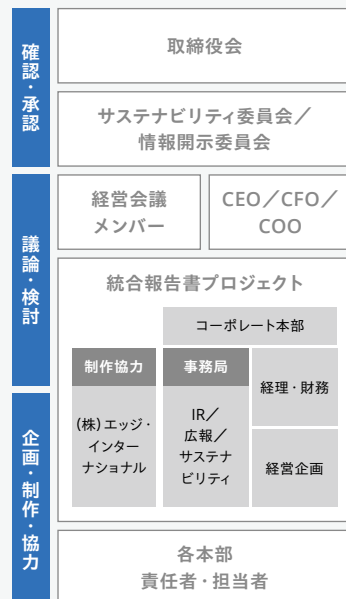 確認・承認
取締役会
サステナビリティ委員会／
情報開示委員会
議論・検討
経営会議
メンバー
CEO／CFO／
COO
統合報告書プロジェクト
コーポレート本部
制作協力
(株)エッジ・
インター
ナショナル
事務局
IR／
広報／
サステナ
ビリティ
経理・財務
経営企画
企画・制作・協力
各本部
責任者・担当者